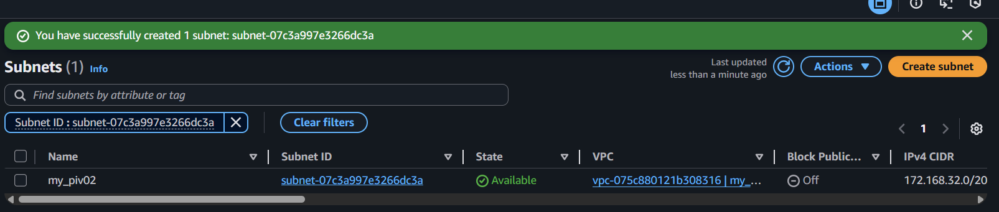 You have successfully created 1 subnet: subnet-07c3a997e3266dc3a
Subnets (1) Info
Last updated
less than a minute ago
Actions
Create subnet
Find subnets by attribute or tag
Subnet ID : subnet-07c3a997e3266dc3a
Clear filters
1
Name Subnet ID State VPC Block Public... IPv4 CIDR
my_piv02 subnet-07c3a997e3266dc3a Available vpc-075c880121b308316 | my_... Off 172.168.32.0/20